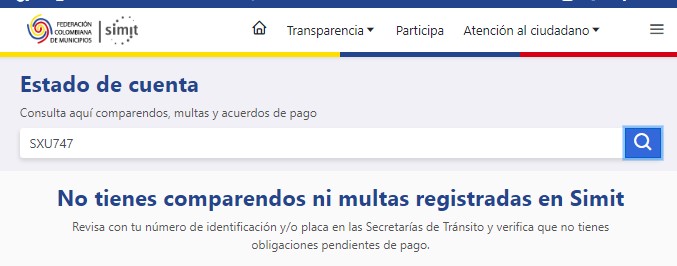 FEDERACIÓN
COLOMBIANA
DE MUNICIPIOS
simit
Transparencia
Participa
Atención al ciudadano
Estado de cuenta
Consulta aquí comparendos, multas y acuerdos de pago
SXU747
No tienes comparendos ni multas registradas en Simit
Revisa con tu número de identificación y/o placa en las Secretarías de Tránsito y verifica que no tienes
obligaciones pendientes de pago.